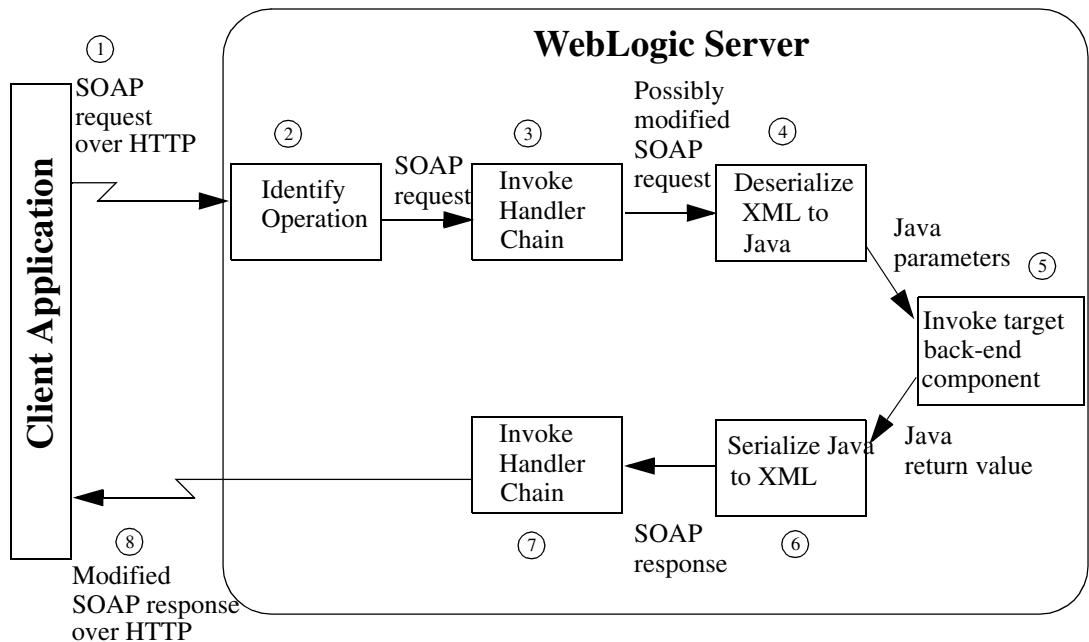 WebLogic Server
1
SOAP
request
over HTTP
Client Application
2
Identify
Operation
SOAP
request
3
Invoke
Handler
Chain
Possibly
modified
SOAP
request
4
Deserialize
XML to
Java
Java
parameters
5
Invoke target
back-end
component
Java
return value
Serialize Java
to XML
6
SOAP
response
Invoke
Handler
Chain
7
8
Modified
SOAP response
over HTTP